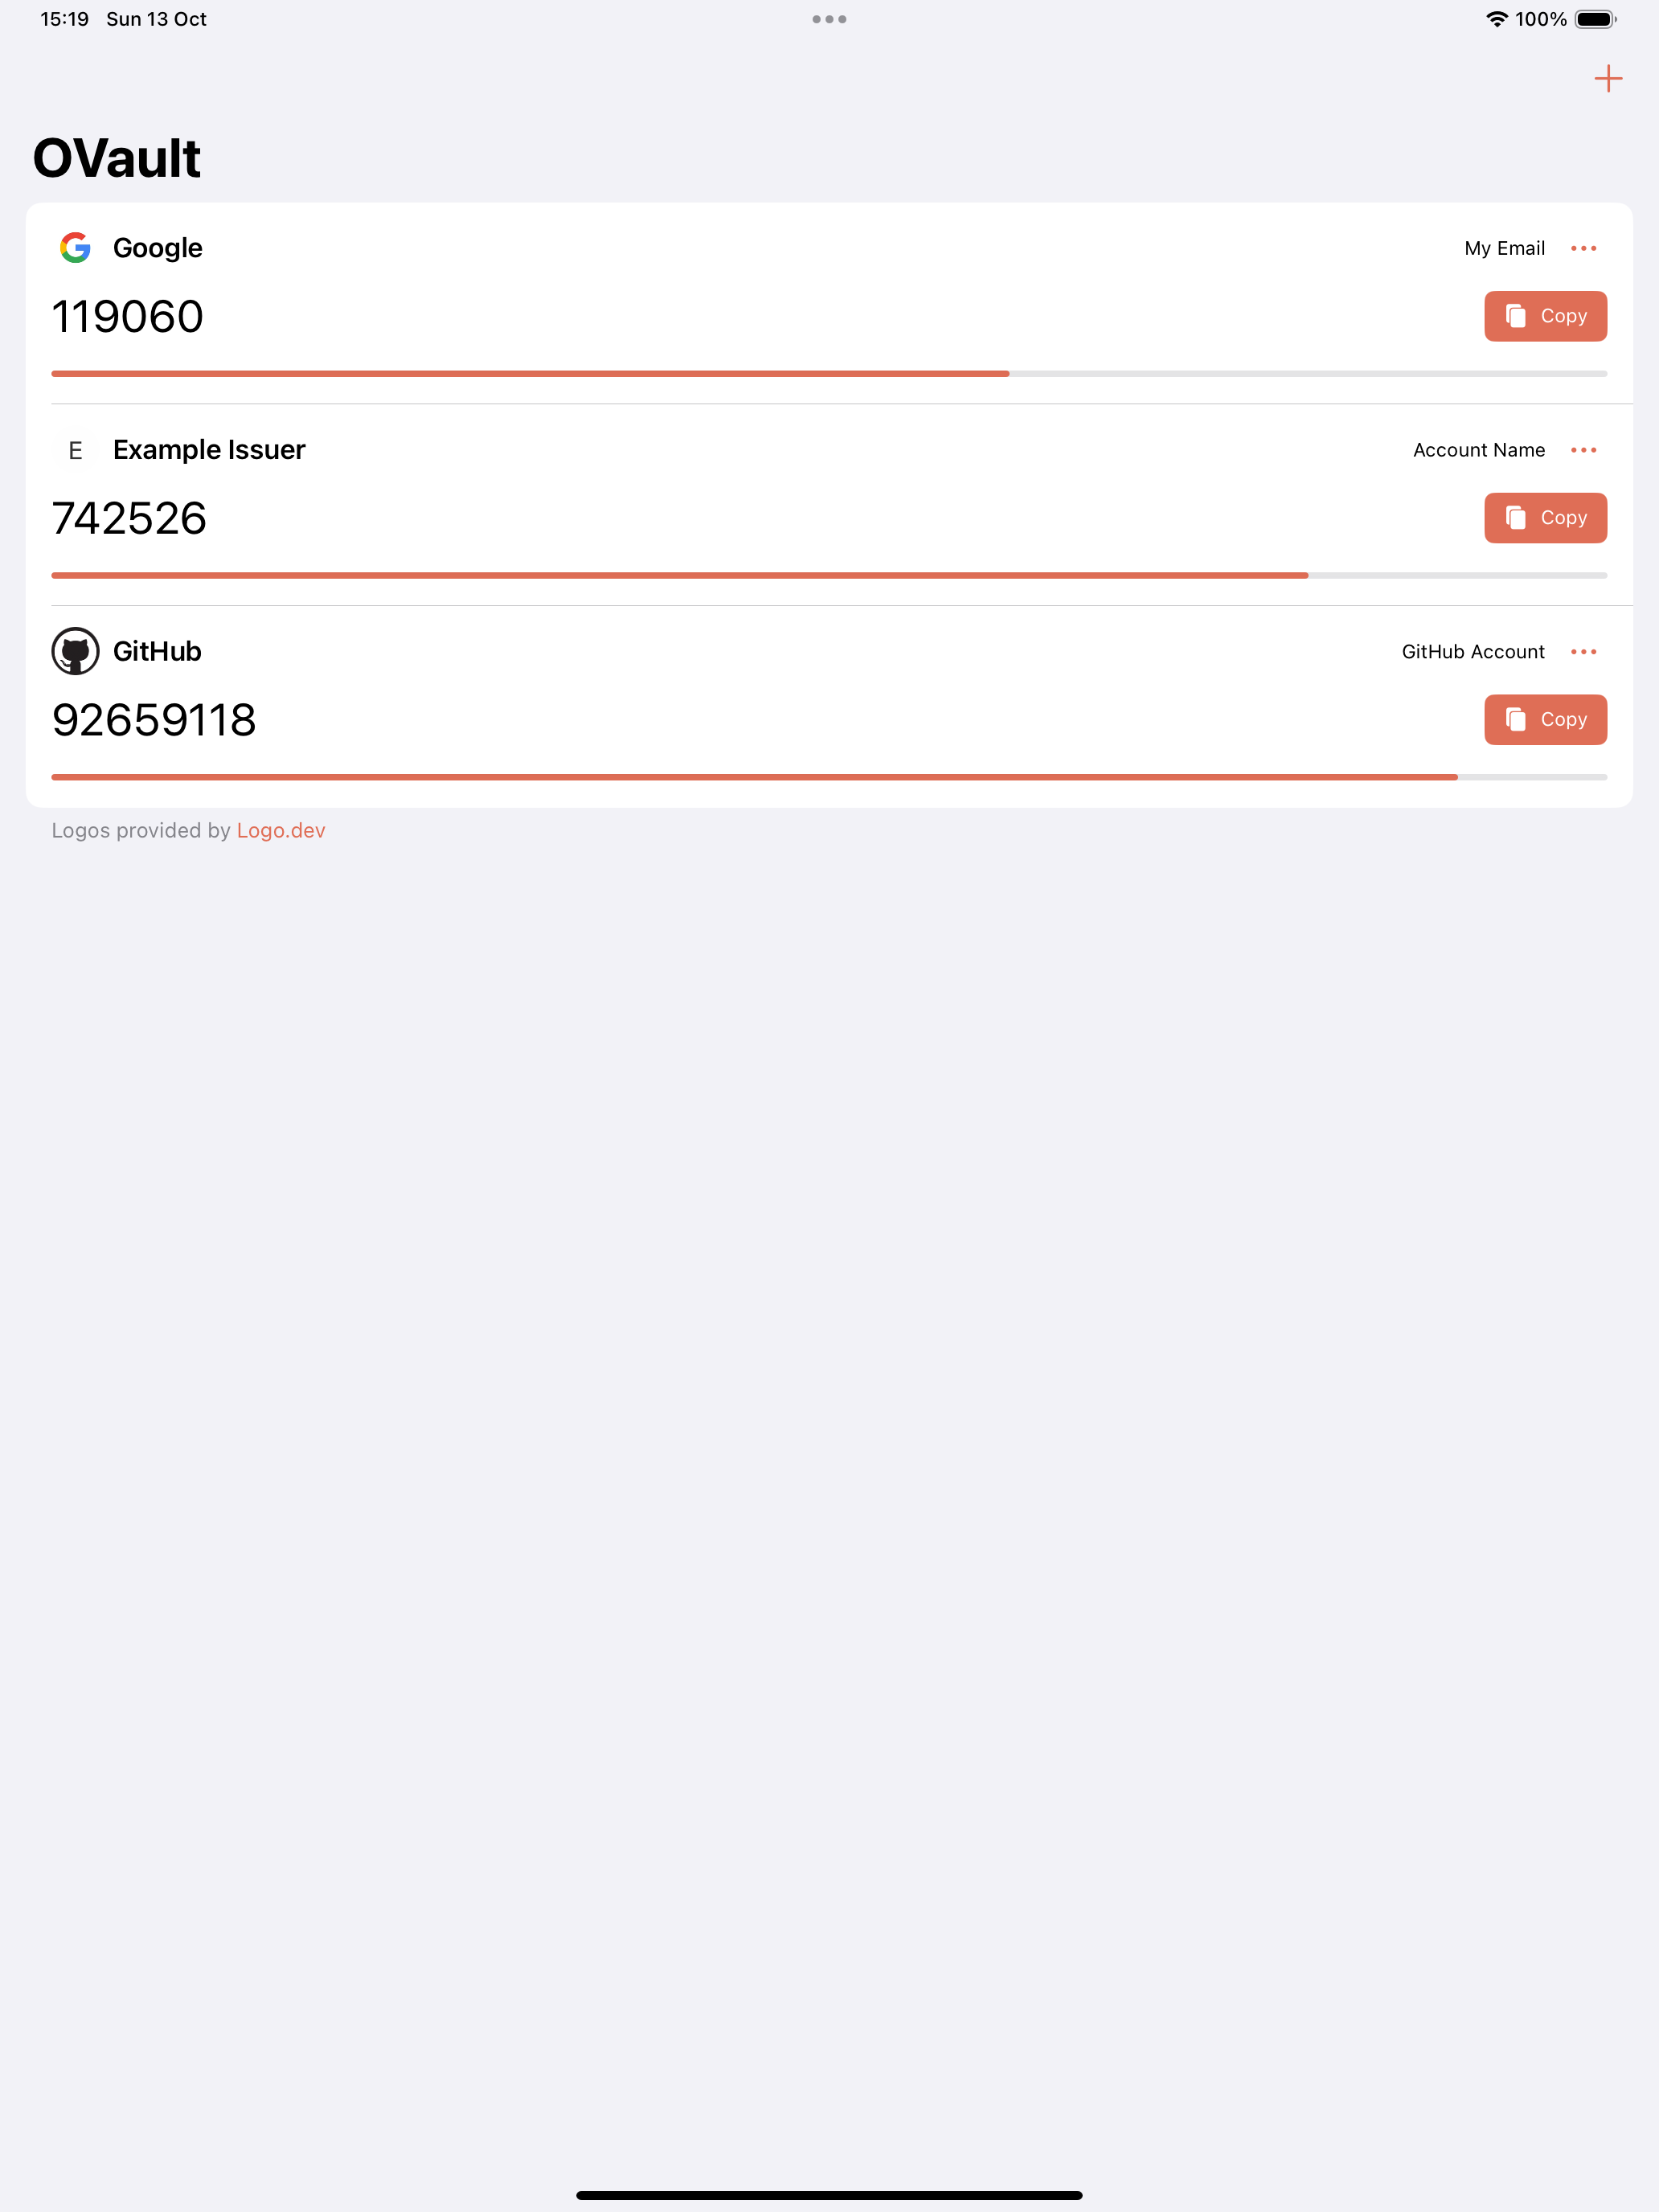 15:19 Sun 13 Oct
100%
OVault
Google
My Email
119060
Copy
E
Example Issuer
Account Name
742526
Copy
GitHub
GitHub Account
92659118
Copy
Logos provided by Logo.dev